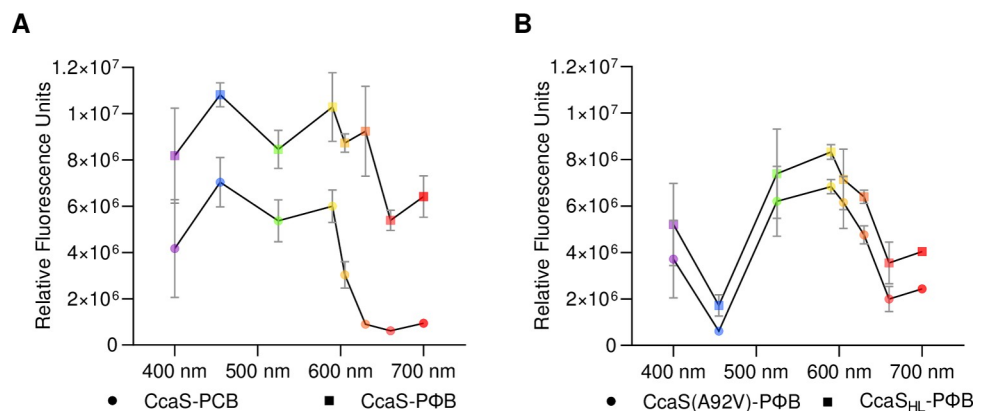 A
Relative Fluorescence Units
1.2×10⁷
1×10⁷
8×10⁶
6×10⁶
4×10⁶
2×10⁶
0
400 nm 500 nm 600 nm 700 nm
CcaS-PCB CcaS-PΦB
B
Relative Fluorescence Units
1.2×10⁷
1×10⁷
8×10⁶
6×10⁶
4×10⁶
2×10⁶
0
400 nm 500 nm 600 nm 700 nm
CcaS(A92V)-PΦB CcaS_HL-PΦB